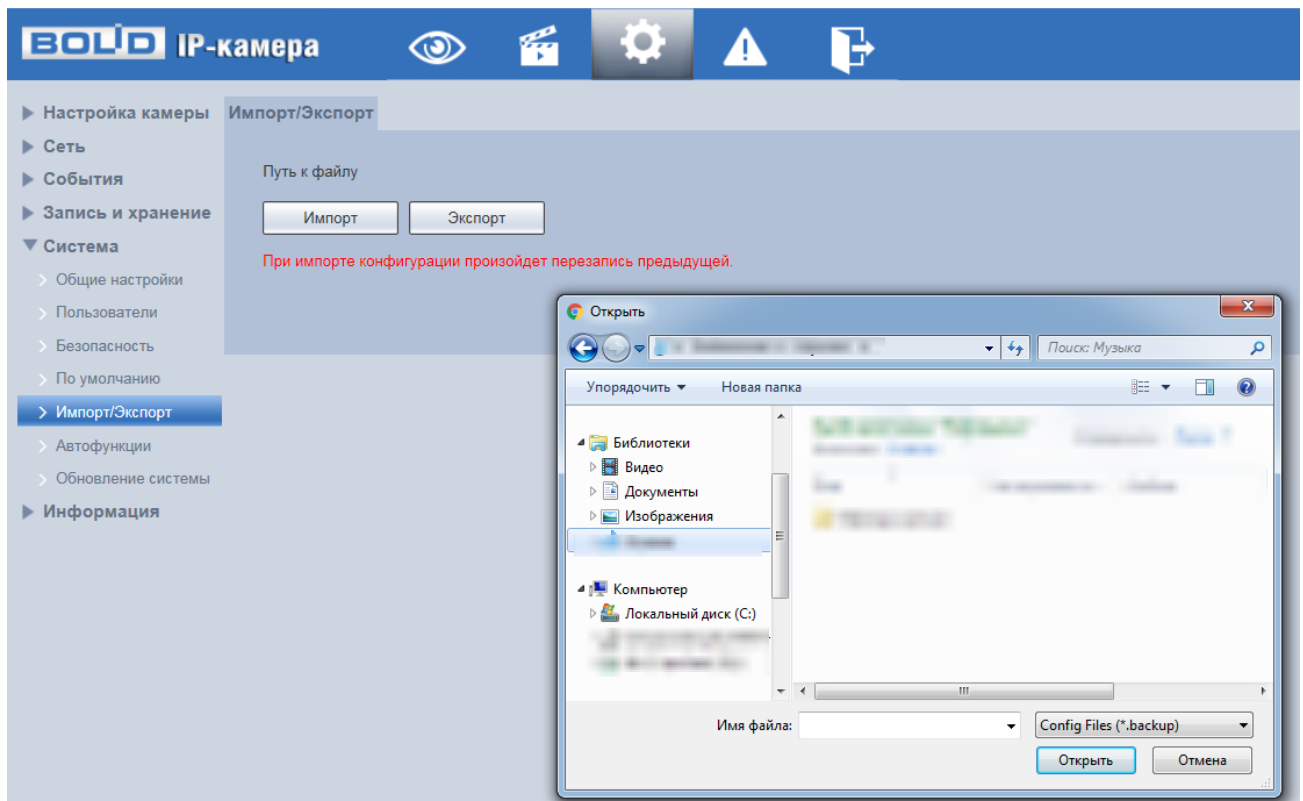 BOLID IP-камера
Настройка камеры
Сеть
События
Запись и хранение
Система
Общие настройки
Пользователи
Безопасность
По умолчанию
Импорт/Экспорт
Автофункции
Обновление системы
Информация
Импорт/Экспорт
Путь к файлу
Импорт Экспорт
При импорте конфигурации произойдет перезапись предыдущей.
Открыть
Поиск: Музыка
Упорядочить Новая папка
Библиотеки
Видео
Документы
Изображения
Компьютер
Локальный диск (C:)
Имя файла: Config Files (*.backup)
Открыть Отмена